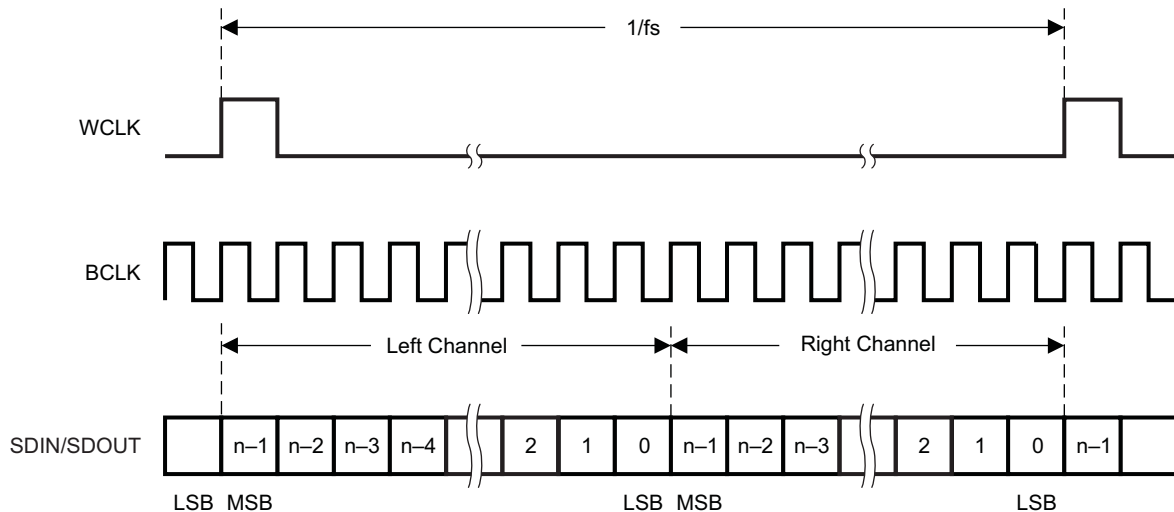 1/fs
WCLK
BCLK
Left Channel
Right Channel
SDIN/SDOUT n–1 n–2 n–3 n–4 2 1 0 n–1 n–2 n–3 2 1 0 n–1
LSB MSB LSB MSB LSB